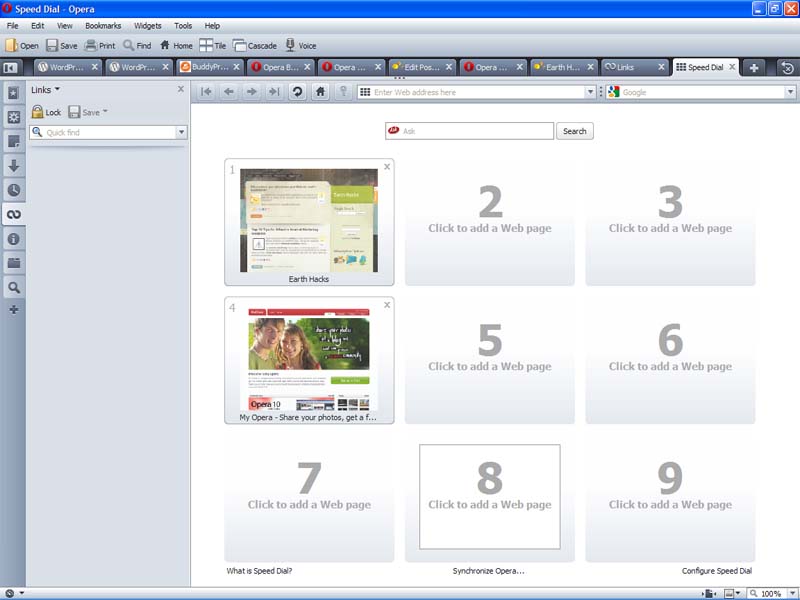 Speed Dial - Opera
File Edit View Bookmarks Widgets Tools Help
Open Save Print Find Home Tile Cascade Voice
WordPr... WordPr... BuddyPr... Opera B... Opera ... Edit Pos... Opera ... Earth H... Links Speed Dial
Links
Enter Web address here Google
Lock Save
Quick find
Ask Search
1
2
Click to add a Web page
3
Click to add a Web page
Earth Hacks
4
5
Click to add a Web page
6
Click to add a Web page
share your photo
Opera 10
My Opera - Share your photos, get a f...
7
Click to add a Web page
8
Click to add a Web page
9
Click to add a Web page
What is Speed Dial? Synchronize Opera... Configure Speed Dial
100%